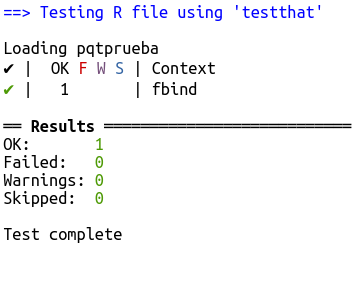 ==> Testing R file using 'testthat'
Loading pqtprueba
✔ | OK F W S | Context
✔ | 1 | fbind
══ Results ═══════════════════════════
OK: 1
Failed: 0
Warnings: 0
Skipped: 0
Test complete